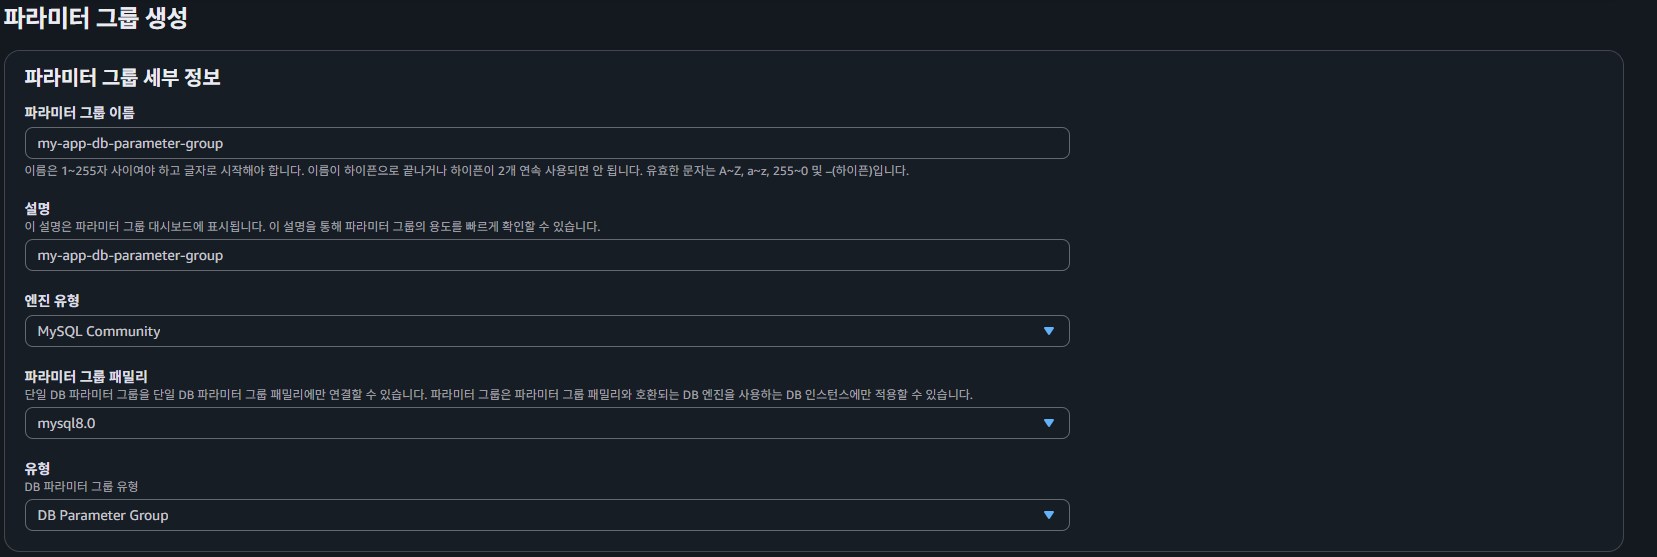 파라미터 그룹 생성
파라미터 그룹 세부 정보
파라미터 그룹 이름
my-app-db-parameter-group
이름은 1~255자 사이여야 하고 글자로 시작해야 합니다. 이름이 하이픈으로 끝나거나 하이픈이 2개 연속 사용되면 안 됩니다. 유효한 문자는 A~Z, a~z, 255~0 및 –(하이픈)입니다.
설명
이 설명은 파라미터 그룹 대시보드에 표시됩니다. 이 설명을 통해 파라미터 그룹의 용도를 빠르게 확인할 수 있습니다.
my-app-db-parameter-group
엔진 유형
MySQL Community
파라미터 그룹 패밀리
단일 DB 파라미터 그룹을 단일 DB 파라미터 그룹 패밀리에만 연결할 수 있습니다. 파라미터 그룹은 파라미터 그룹 패밀리와 호환되는 DB 엔진을 사용하는 DB 인스턴스에만 적용할 수 있습니다.
mysql8.0
유형
DB 파라미터 그룹 유형
DB Parameter Group